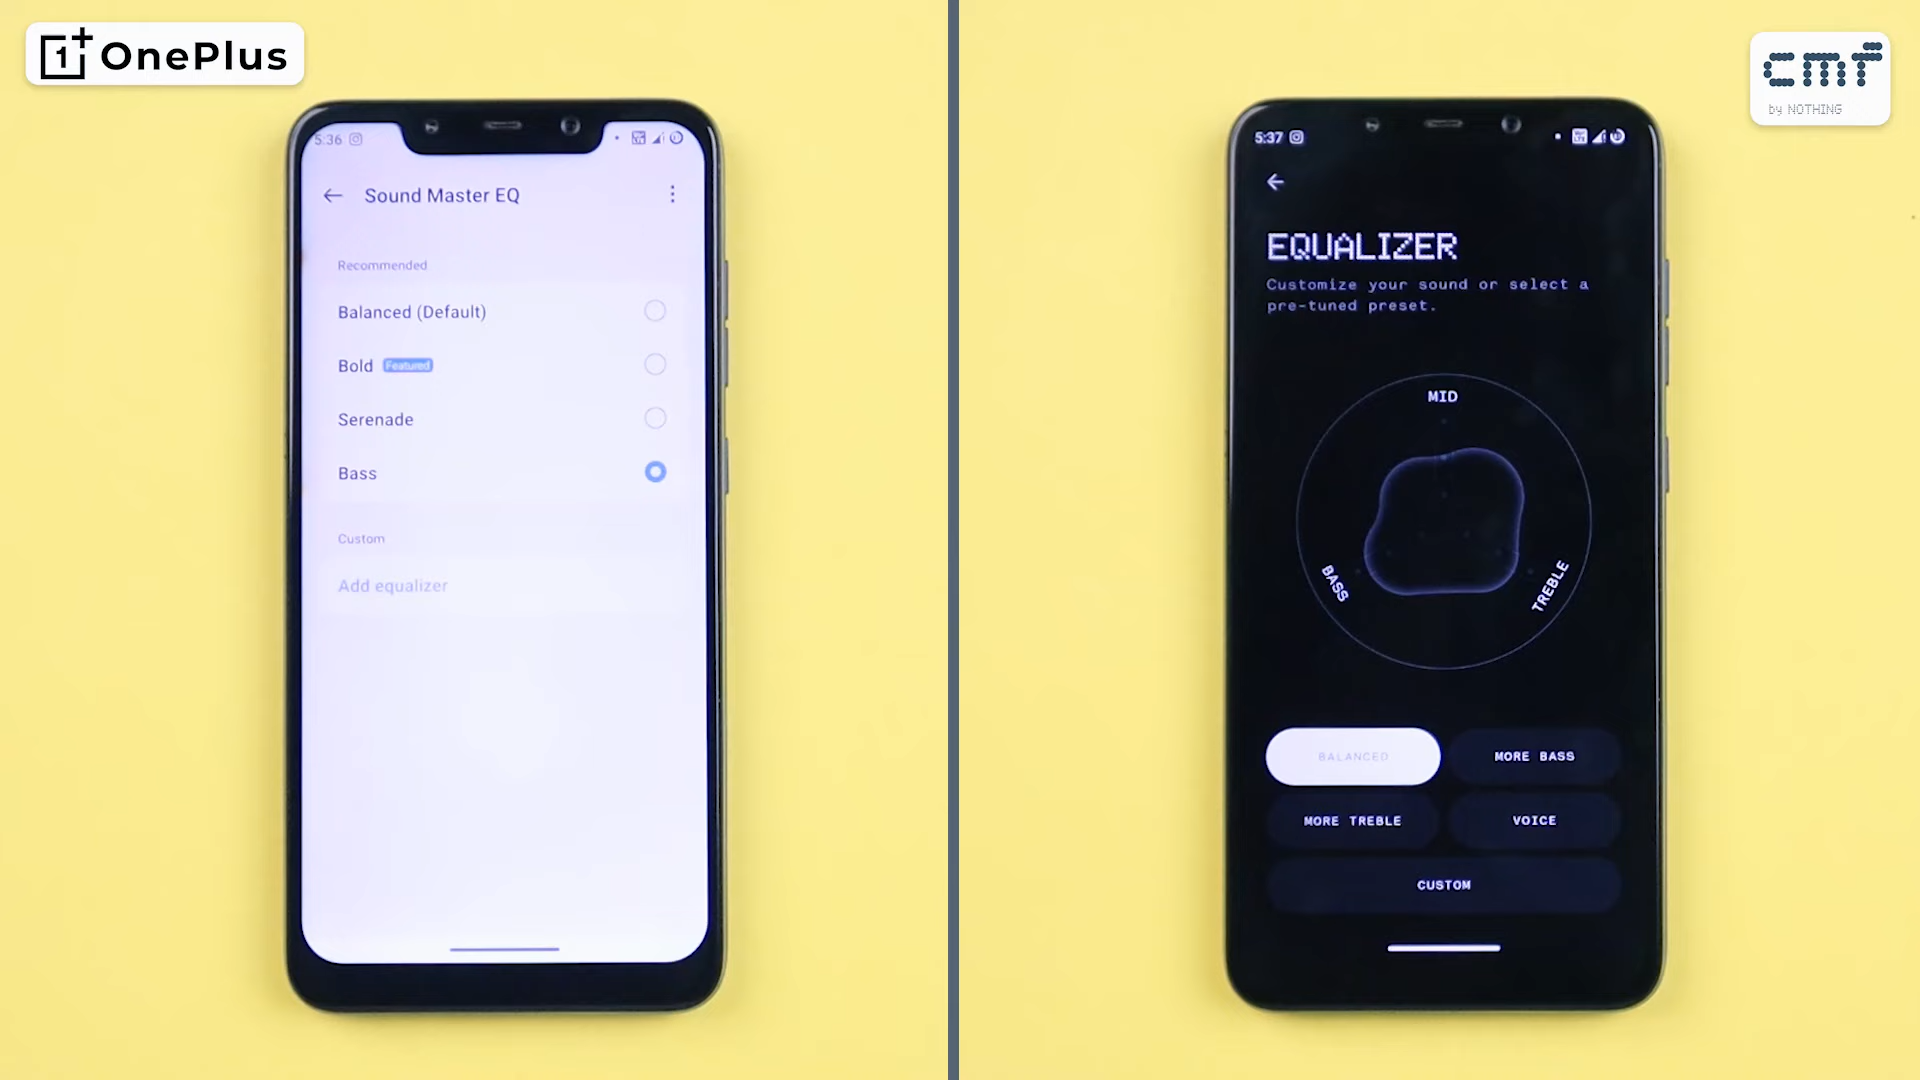 OnePlus
5:36
Sound Master EQ
Recommended
Balanced (Default)
Bold Featured
Serenade
Bass
Custom
Add equalizer
cmf
by NOTHING
5:37
EQUALIZER
Customize your sound or select a
pre-tuned preset.
MID
BASS
TREBLE
BALANCED
MORE BASS
MORE TREBLE
VOICE
CUSTOM